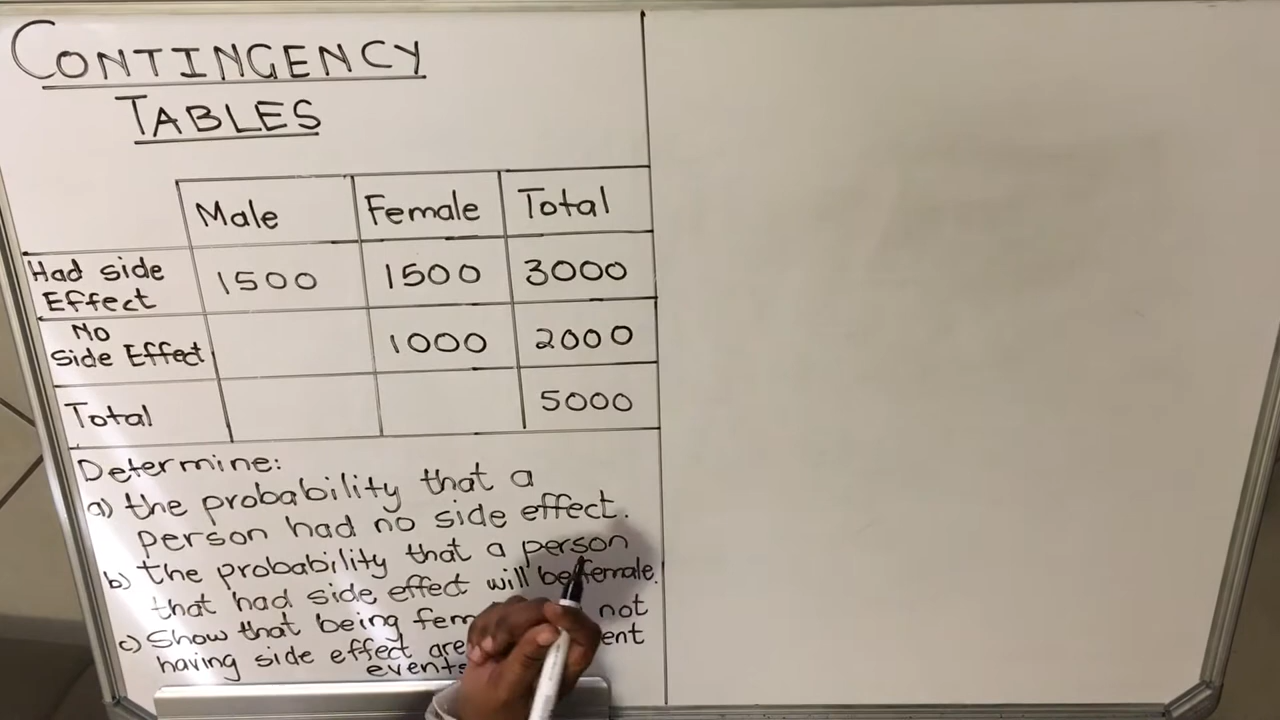 CONTINGENCY
TABLES
Male Female Total
Had side Effect 1500 1500 3000
No Side Effect 1000 2000
Total 5000
Determine:
a) the probability that a
person had no side effect.
b) the probability that a person
that had side effect will be female.
c) Show that being not
having side effect are
events